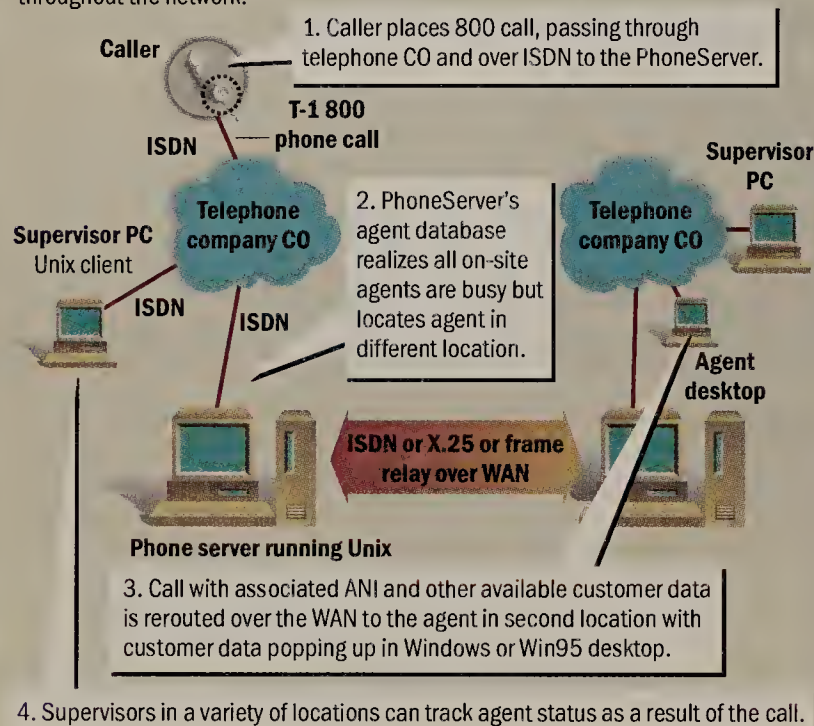 throughout the network.
1. Caller places 800 call, passing through
telephone CO and over ISDN to the PhoneServer.
Caller
T-1 800
phone call
ISDN
Telephone
company CO
2. PhoneServer's
agent database
realizes all on-site
agents are busy but
locates agent in
different location.
Telephone
company CO
Supervisor
PC
Supervisor PC
Unix client
ISDN
ISDN
Agent
desktop
ISDN or X.25 or frame
relay over WAN
Phone server running Unix
3. Call with associated ANI and other available customer data
is rerouted over the WAN to the agent in second location with
customer data popping up in Windows or Win95 desktop.
4. Supervisors in a variety of locations can track agent status as a result of the call.